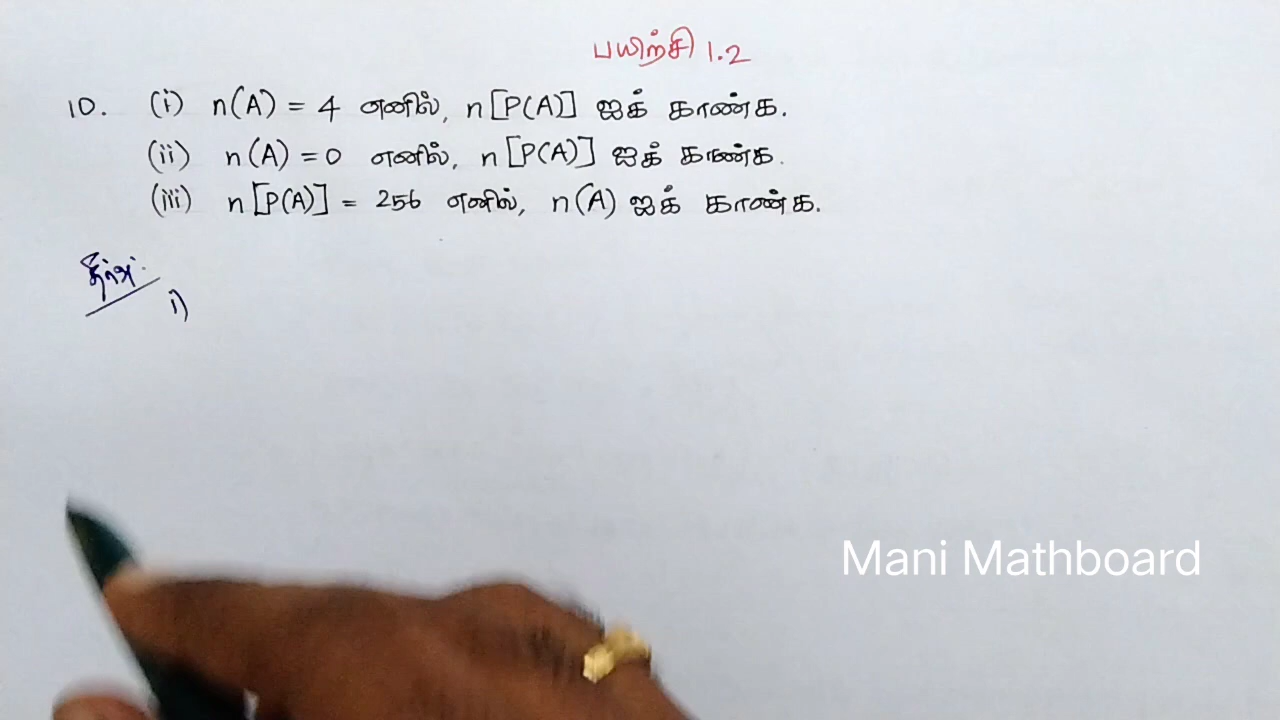 பயிற்சி 1.2
10. (i) n(A) = 4 எனில், n[P(A)] ஐக் காண்க.
(ii) n(A) = 0 எனில், n[P(A)] ஐக் காண்க.
(iii) n[P(A)] = 256 எனில், n(A) ஐக் காண்க.
தீர்வு:
i)
Mani Mathboard